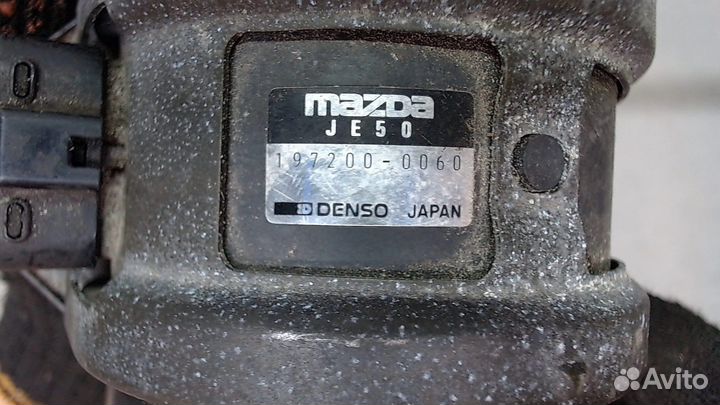 mazda
JE50
197200-0060
DENSO JAPAN
Avito